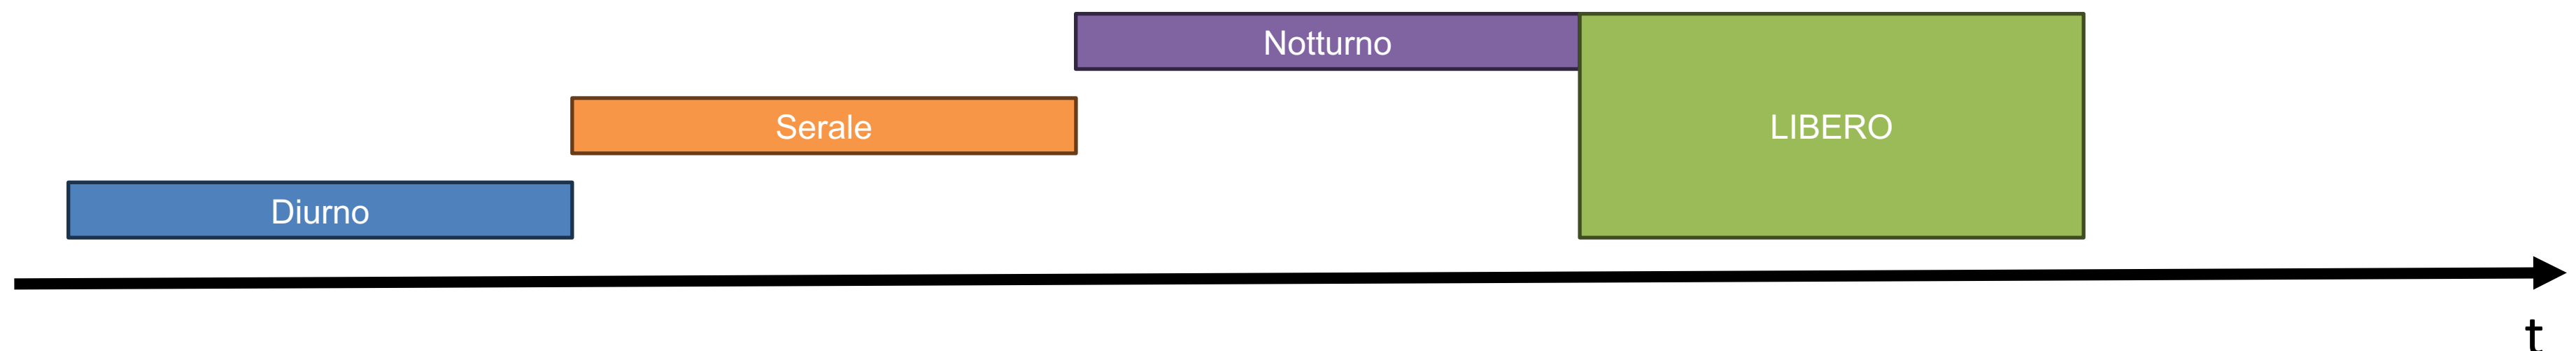 Notturno
LIBERO
Serale
Diurno
t